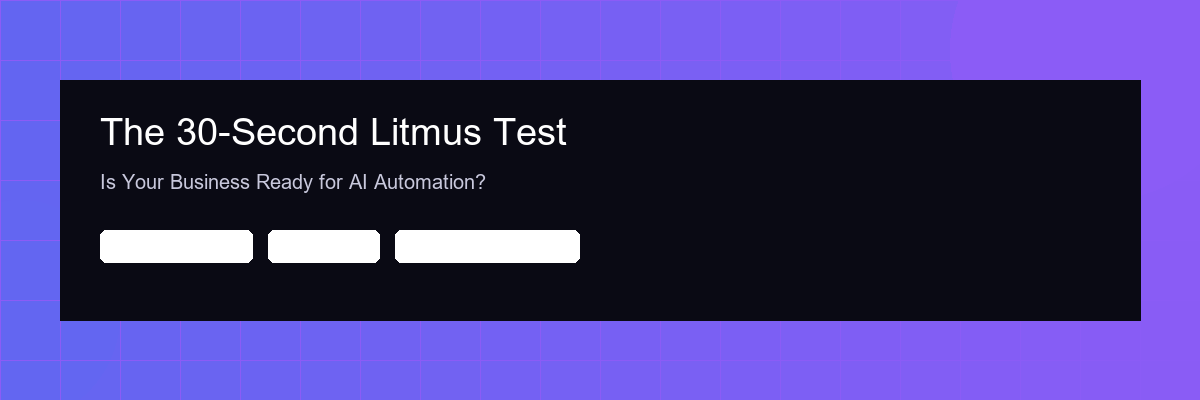 The 30-Second Litmus Test
Is Your Business Ready for AI Automation?